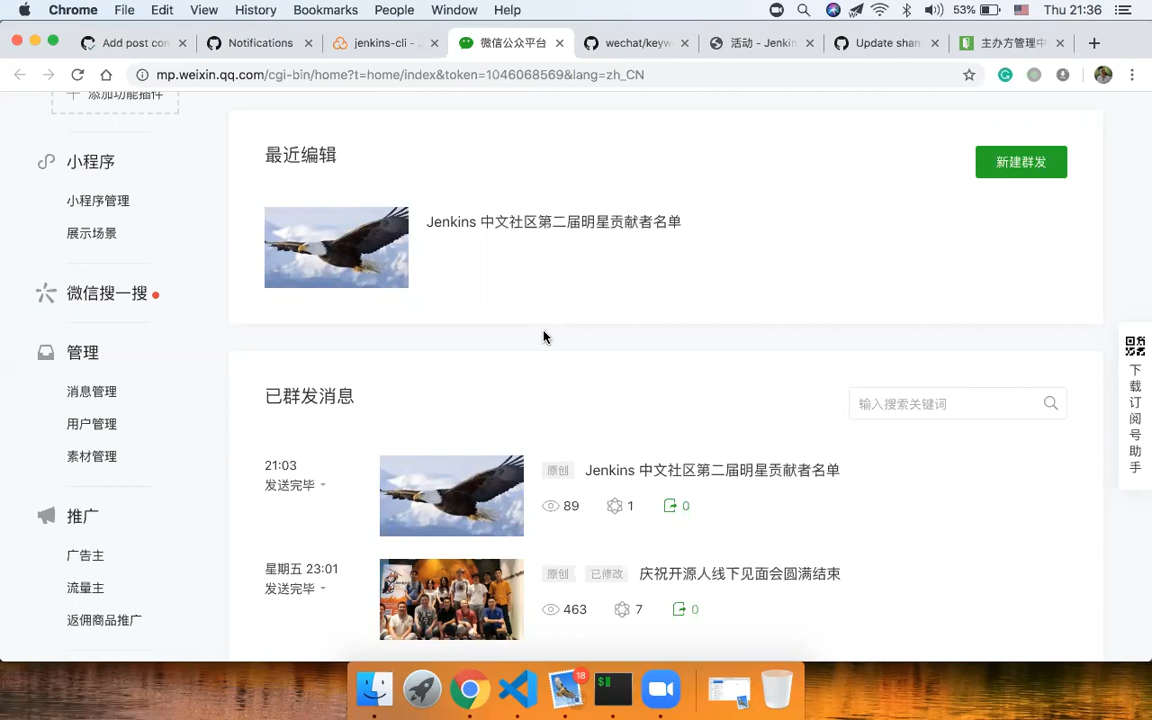 Chrome File Edit View History Bookmarks People Window Help 53% Thu 21:36
Add post con
Notifications
jenkins-cli - .
微信公众平台
wechat/keyw
活动 - Jenkin
Update shar
主办方管理中
mp.weixin.qq.com/cgi-bin/home?t=home/index&token=1046068569&lang=zh_CN
添加功能插件
小程序
小程序管理
展示场景
微信搜一搜
管理
消息管理
用户管理
素材管理
推广
广告主
流量主
返佣商品推广
最近编辑
新建群发
Jenkins 中文社区第二届明星贡献者名单
已群发消息
输入搜索关键词
21:03
发送完毕
原创 Jenkins 中文社区第二届明星贡献者名单
89 1 0
星期五 23:01
发送完毕
原创 已修改 庆祝开源人线下见面会圆满结束
463 7 0
下载订阅号助手
18
$